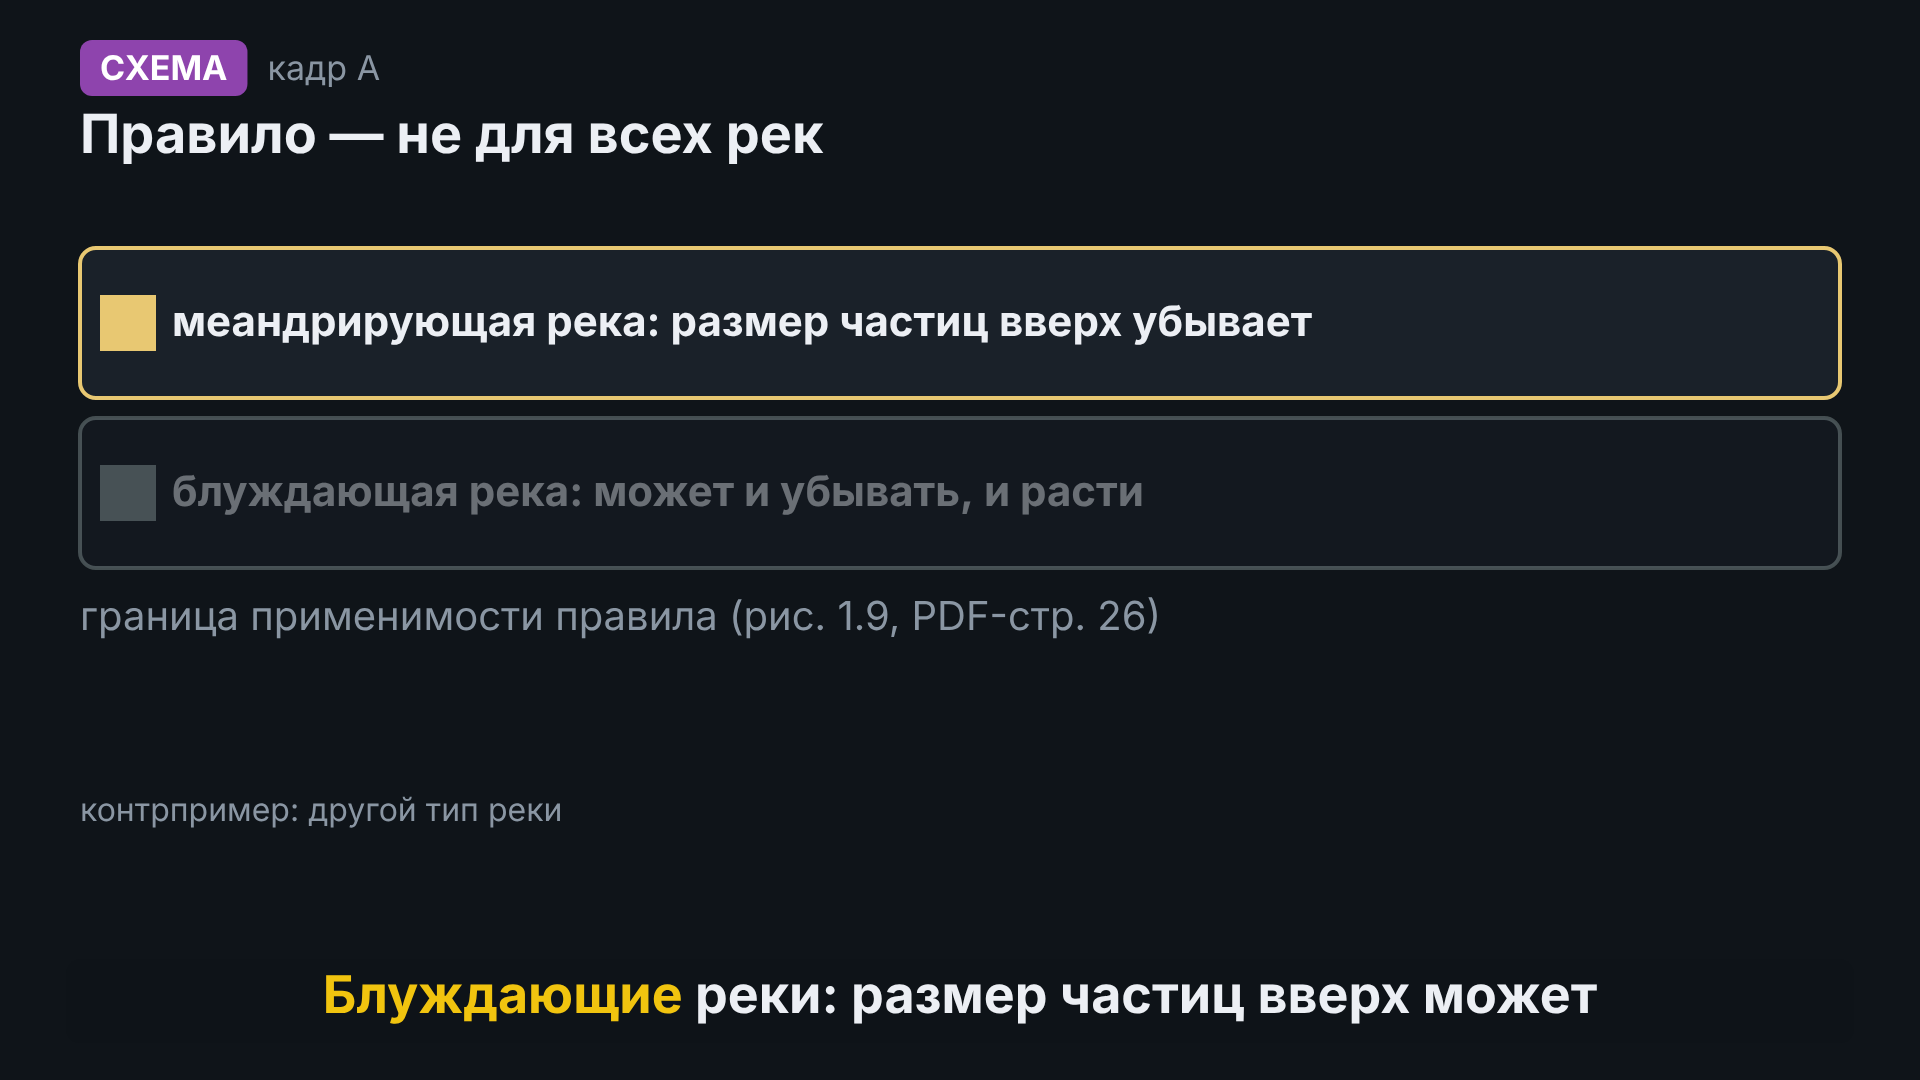 СХЕМА кадр А
Правило — не для всех рек
меандрирующая река: размер частиц вверх убывает
блуждающая река: может и убывать, и расти
граница применимости правила (рис. 1.9, PDF-стр. 26)
контрпример: другой тип реки
Блуждающие реки: размер частиц вверх может